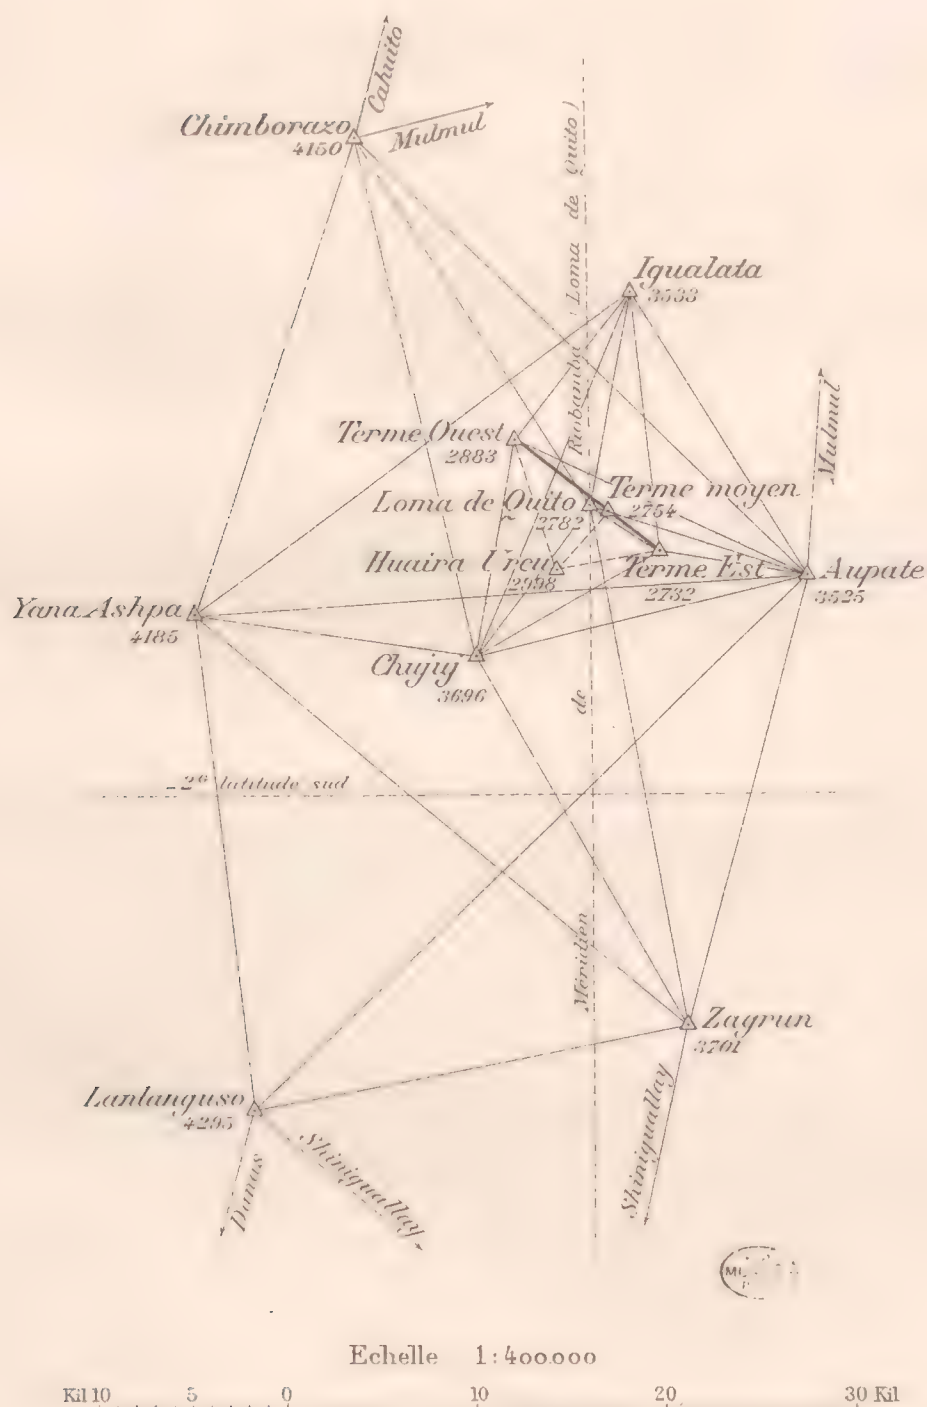 Cahuito
Chimborazo
4150
Mulmul
Méridien de Riobamba (Loma de Quito)
Igualata
3533
Mulmul
Terme Ouest
2883
Terme moyen
2754
Loma de Quito
2782
Huaira Urcu
2998
Terme Est
2732
Aupate
3525
Yana Ashpa
4185
Chujuj
3696
2° latitude sud
Zagrun
3701
Lanlanguso
4295
Shiniquallay
Shiniquallay
Echelle 1:400.000
Kil 10 5 0 10 20 30 Kil